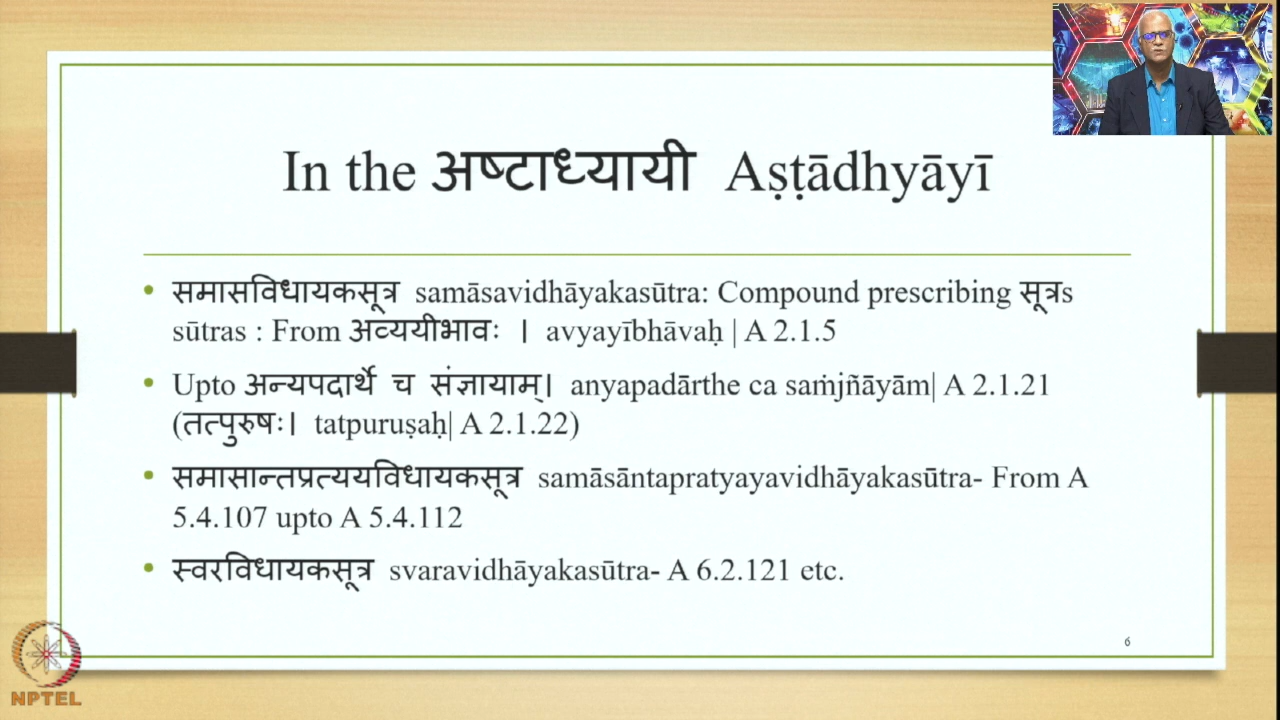 In the अष्टाध्यायी Aṣṭādhyāyī
• समासविधायकसूत्र samāsavidhāyakasūtra: Compound prescribing सूत्रs
sūtras : From अव्ययीभावः । avyayībhāvaḥ | A 2.1.5
• Upto अन्यपदार्थे च संज्ञायाम्। anyapadārthe ca saṁjñāyām| A 2.1.21
(तत्पुरुषः। tatpuruṣaḥ| A 2.1.22)
• समासान्तप्रत्ययविधायकसूत्र samāsāntapratyayavidhāyakasūtra- From A
5.4.107 upto A 5.4.112
• स्वरविधायकसूत्र svaravidhāyakasūtra- A 6.2.121 etc.
6
NPTEL